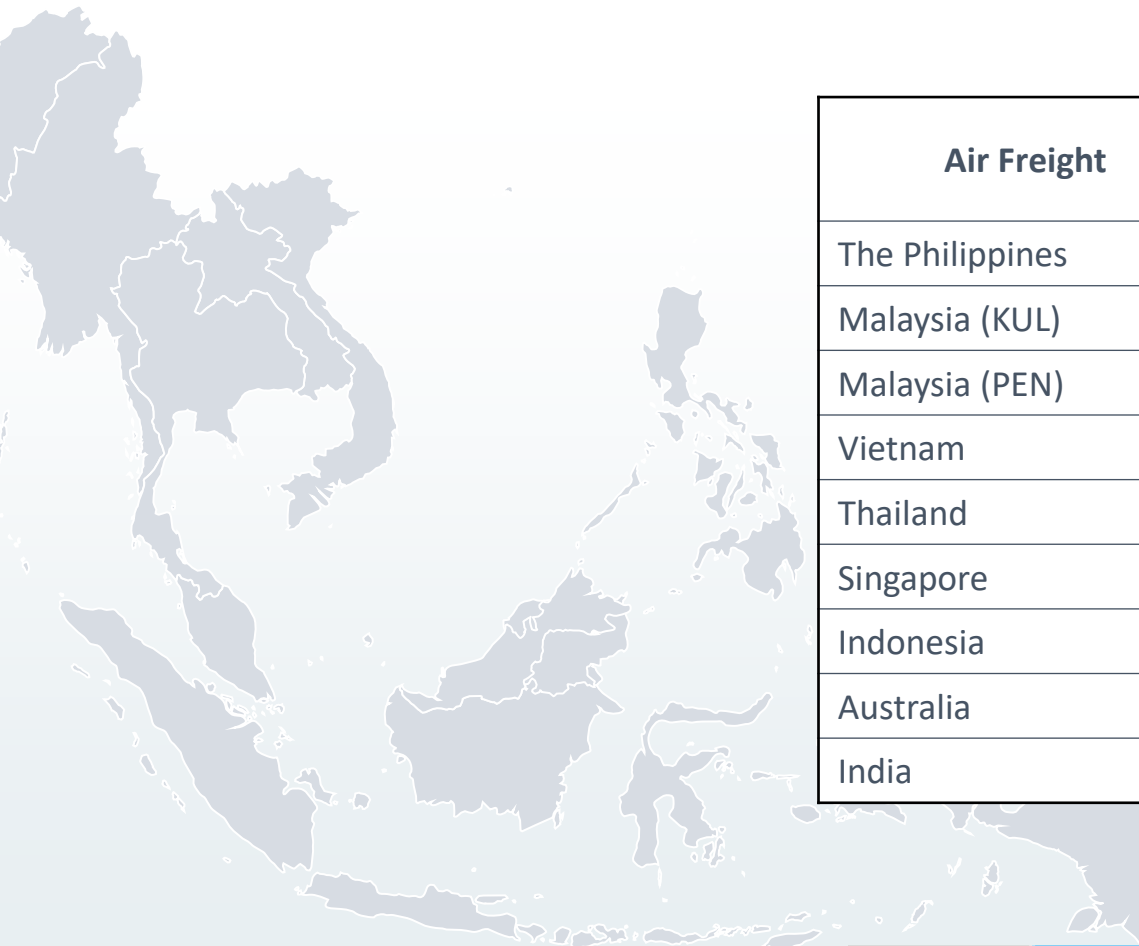 Air Freight
The Philippines
Malaysia (KUL)
Malaysia (PEN)
Vietnam
Thailand
Singapore
Indonesia
Australia
India